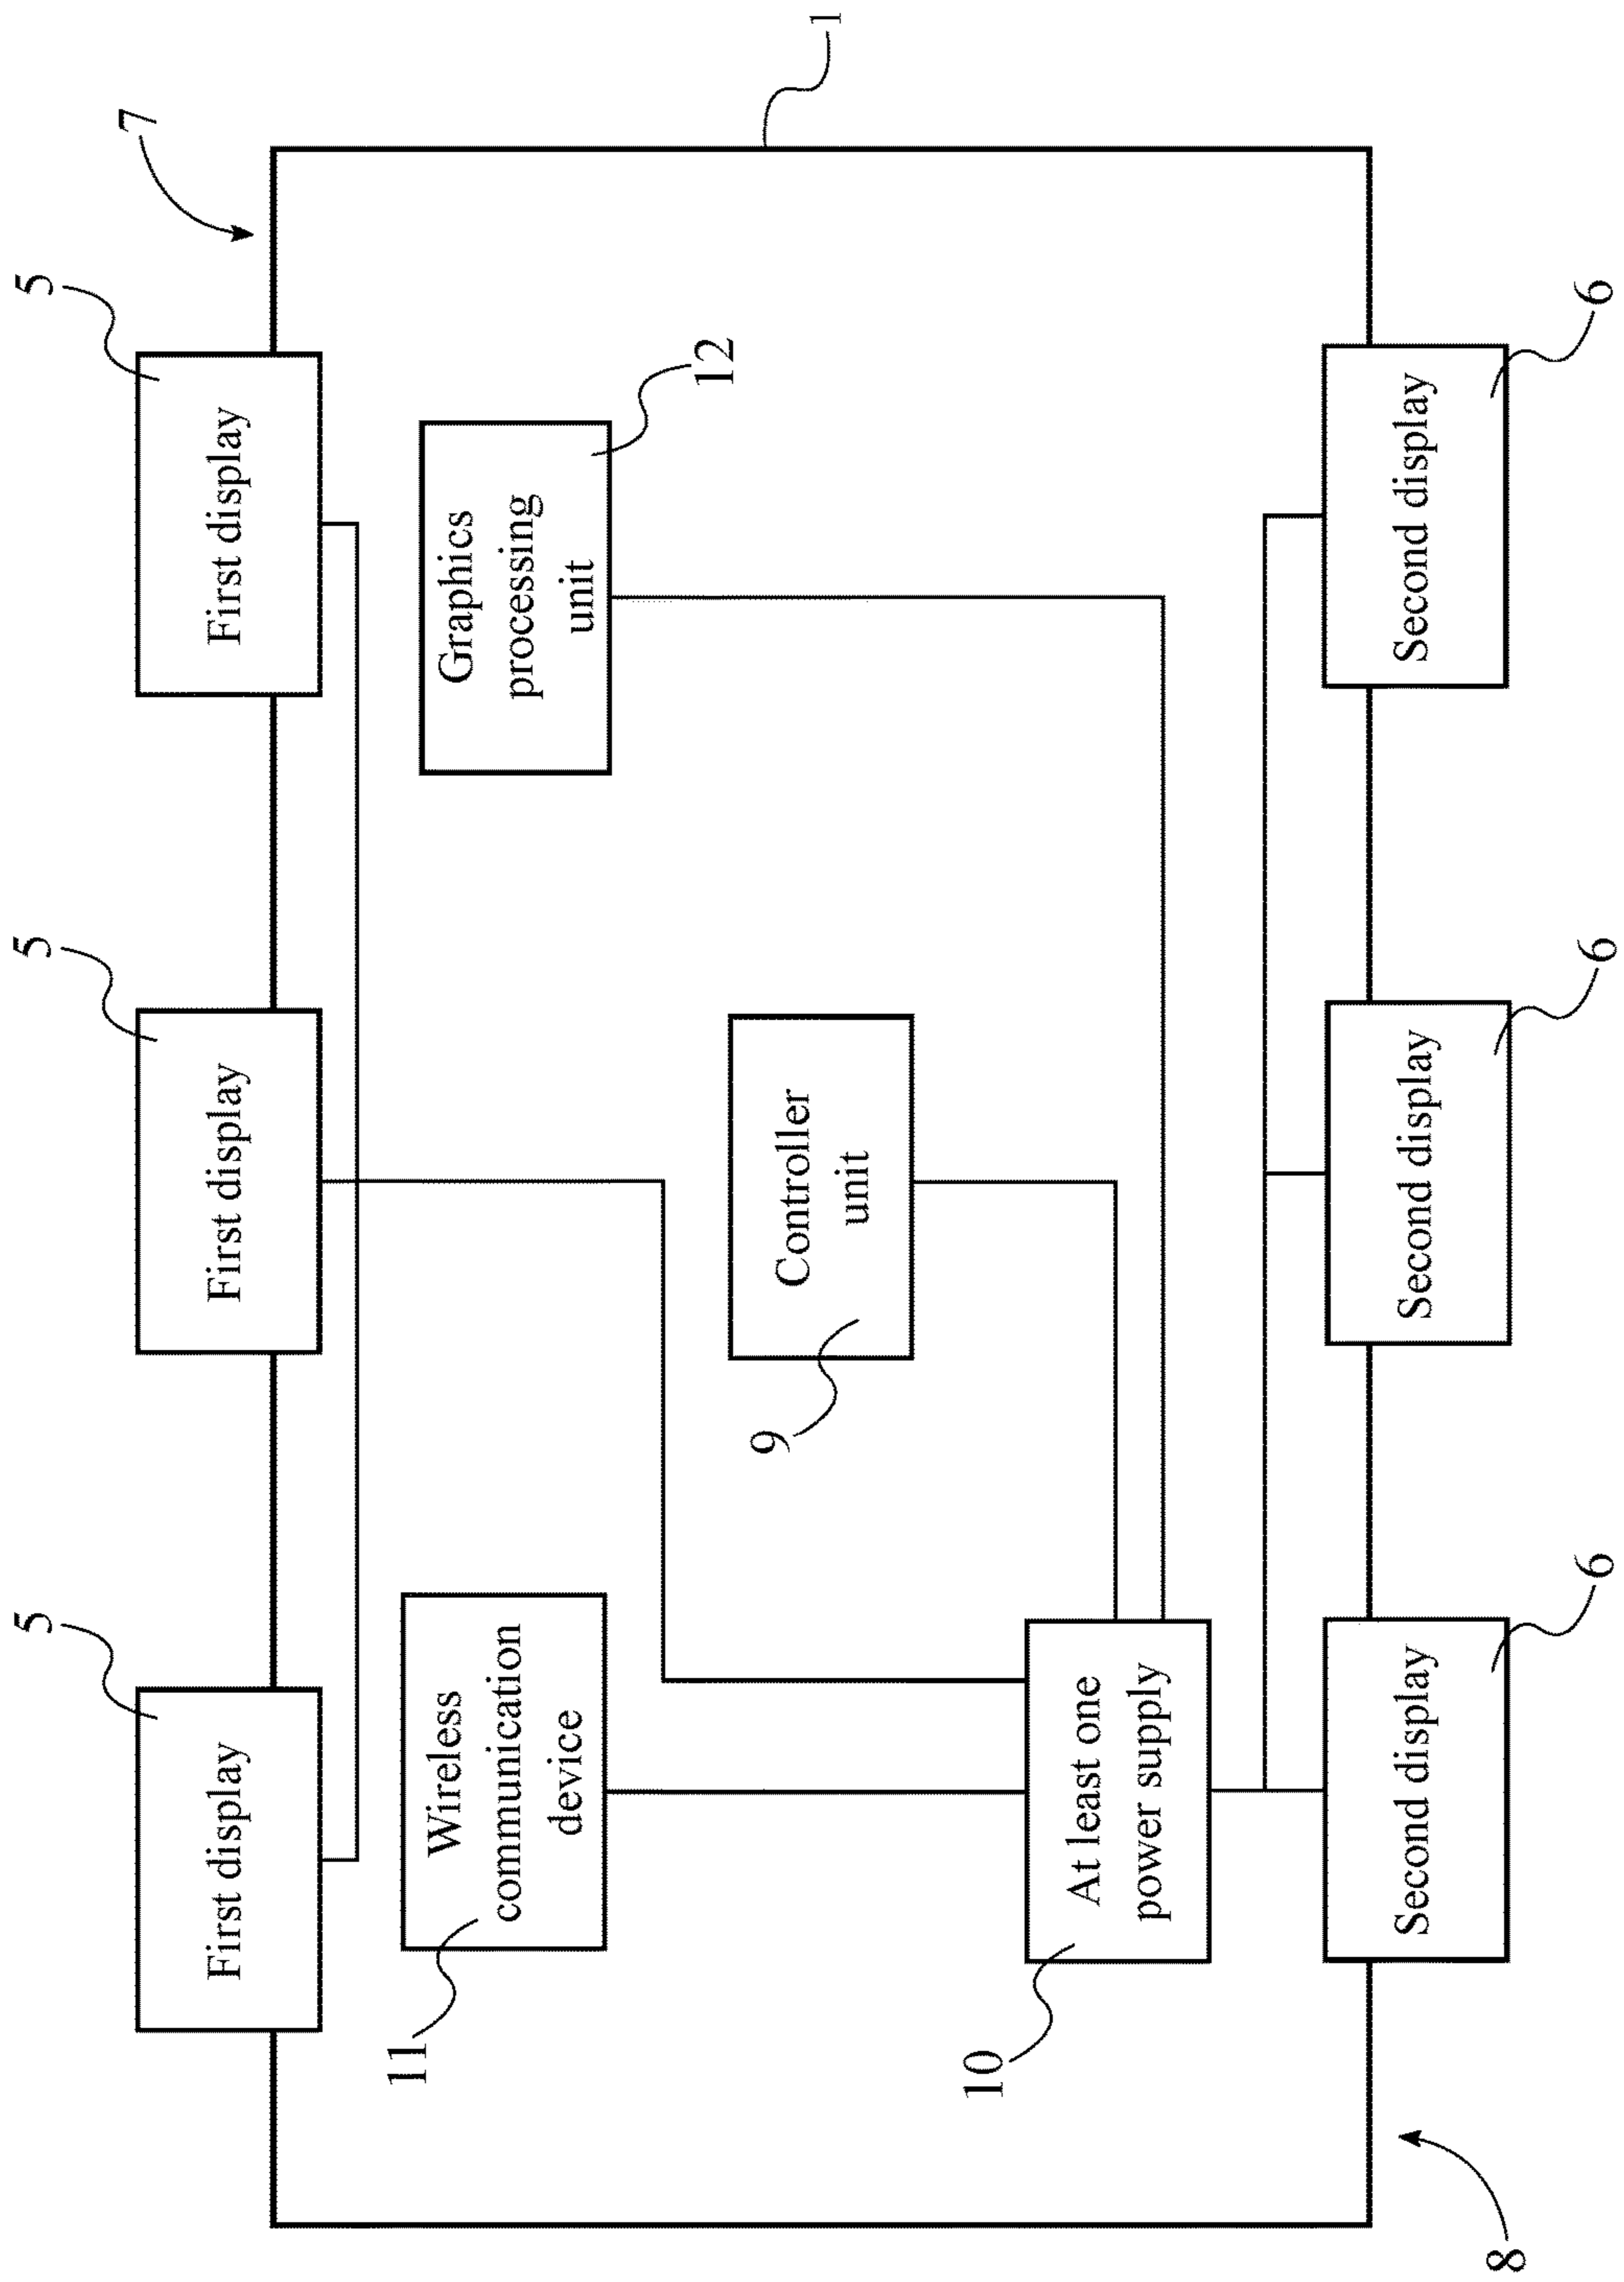 7
1
5
First display
5
First display
5
First display
11
Wireless
communication
device
12
Graphics
processing
unit
9
Controller
unit
10
At least one
power supply
Second display
6
Second display
6
Second display
6
8